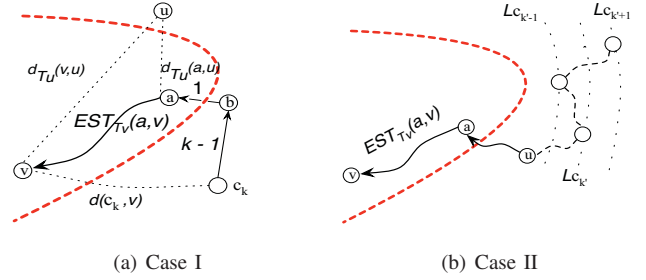 u
d_{Tu}(v,u)
d_{Tu}(a,u)
1
a
b
EST_{Tv}(a,v)
k - 1
v
c_k
d(c_k,v)
(a) Case I
Lc_{k'-1}
Lc_{k'+1}
EST_{Tv}(a,v)
a
u
v
Lc_{k'}
(b) Case II